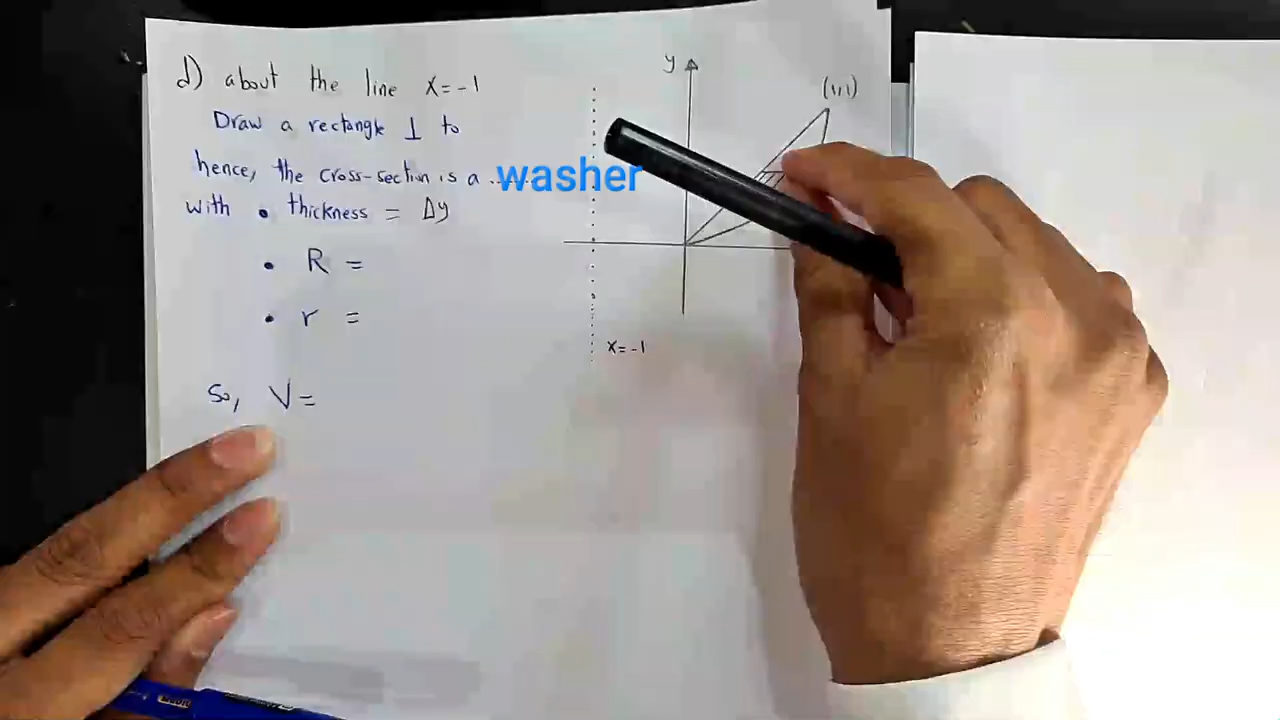 d) about the line x = -1
Draw a rectangle ⊥ to
hence, the cross-section is a ... washer
with • thickness = Δy
• R =
• r =
so, V =
y
(1,1)
x = -1